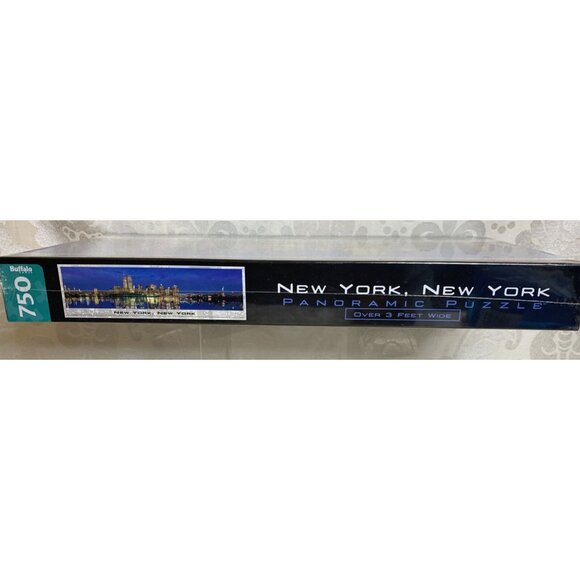 Buffalo
750
New York, New York
New York, New York
Panoramic Puzzle
Over 3 Feet Wide